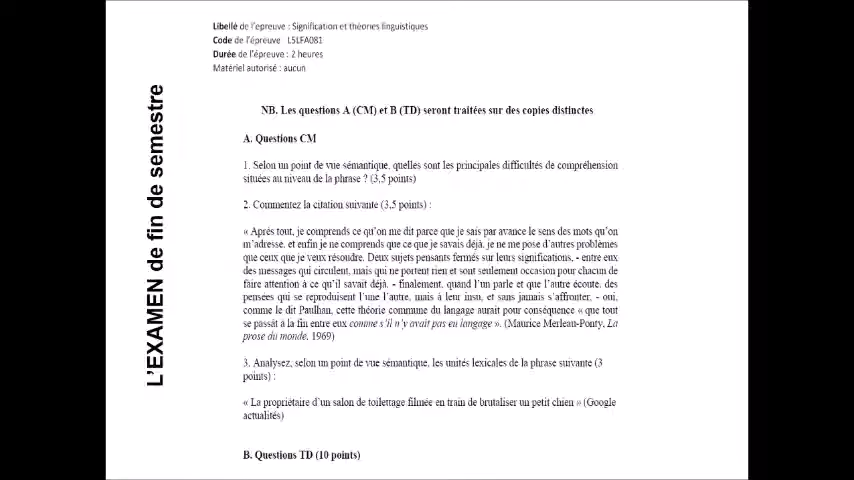 Libellé de l'epreuve : Signification et théories linguistiques
Code de l'épreuve L5LFA081
Durée de l'épreuve : 2 heures
Matériel autorisé : aucun
L'EXAMEN de fin de semestre
NB. Les questions A (CM) et B (TD) seront traitées sur des copies distinctes
A. Questions CM
1. Selon un point de vue sémantique, quelles sont les principales difficultés de compréhension
situées au niveau de la phrase ? (3,5 points)
2. Commentez la citation suivante (3,5 points) :
« Après tout, je comprends ce qu'on me dit parce que je sais par avance le sens des mots qu'on
m'adresse, et enfin je ne comprends que ce que je savais déjà, je ne me pose d'autres problèmes
que ceux que je veux résoudre. Deux sujets pensants fermés sur leurs significations, - entre eux
des messages qui circulent, mais qui ne portent rien et sont seulement occasion pour chacun de
faire attention à ce qu'il savait déjà, - finalement, quand l'un parle et que l'autre écoute, des
pensées qui se reproduisent l'une l'autre, mais à leur insu, et sans jamais s'affronter, - oui,
comme le dit Paulhan, cette théorie commune du langage aurait pour conséquence « que tout
se passât à la fin entre eux comme s'il n'y avait pas eu langage ». (Maurice Merleau-Ponty, La
prose du monde, 1969)
3. Analysez, selon un point de vue sémantique, les unités lexicales de la phrase suivante (3
points) :
« La propriétaire d'un salon de toilettage filmée en train de brutaliser un petit chien » (Google
actualités)
B. Questions TD (10 points)